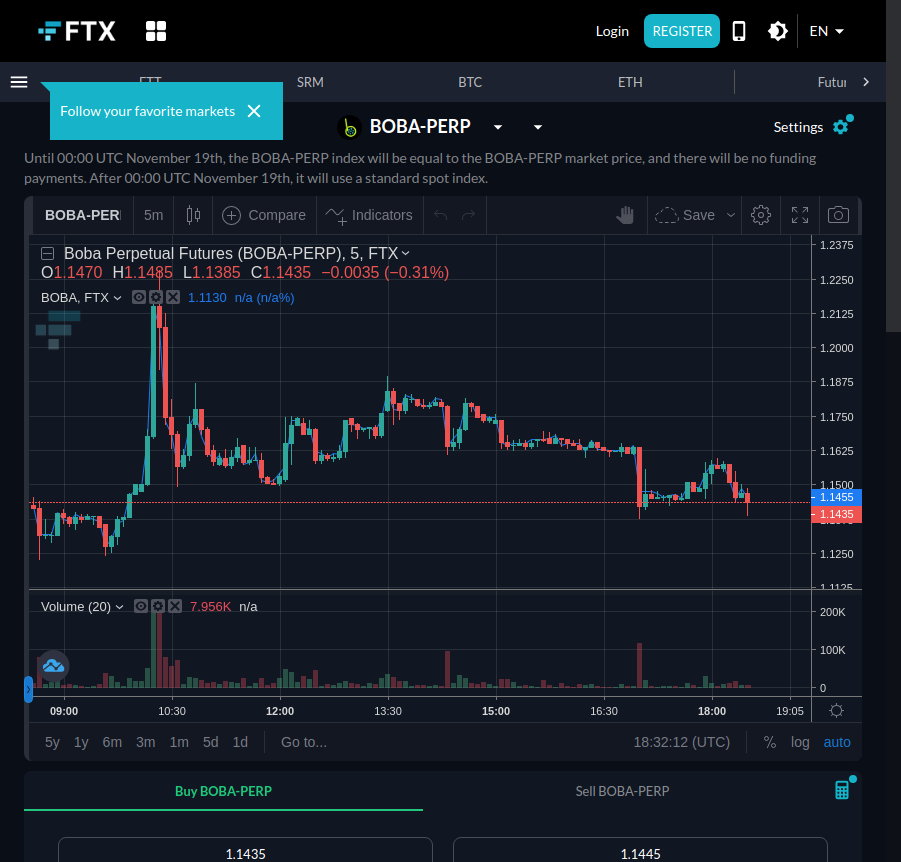 FTX
Login
REGISTER
EN
FTT
SRM
BTC
ETH
Futur
Follow your favorite markets
BOBA-PERP
Settings
Until 00:00 UTC November 19th, the BOBA-PERP index will be equal to the BOBA-PERP market price, and there will be no funding
payments. After 00:00 UTC November 19th, it will use a standard spot index.
BOBA-PER
5m
Compare
Indicators
Save
Boba Perpetual Futures (BOBA-PERP), 5, FTX
O1.1470 H1.1485 L1.1385 C1.1435 −0.0035 (−0.31%)
BOBA, FTX 1.1130 n/a (n/a%)
1.2375
1.2250
1.2125
1.2000
1.1875
1.1750
1.1625
1.1500
1.1455
1.1435
1.1250
1.1125
Volume (20) 7.956K n/a
200K
100K
0
09:00 10:30 12:00 13:30 15:00 16:30 18:00 19:05
5y 1y 6m 3m 1m 5d 1d Go to... 18:32:12 (UTC) % log auto
Buy BOBA-PERP
Sell BOBA-PERP
1.1435
1.1445